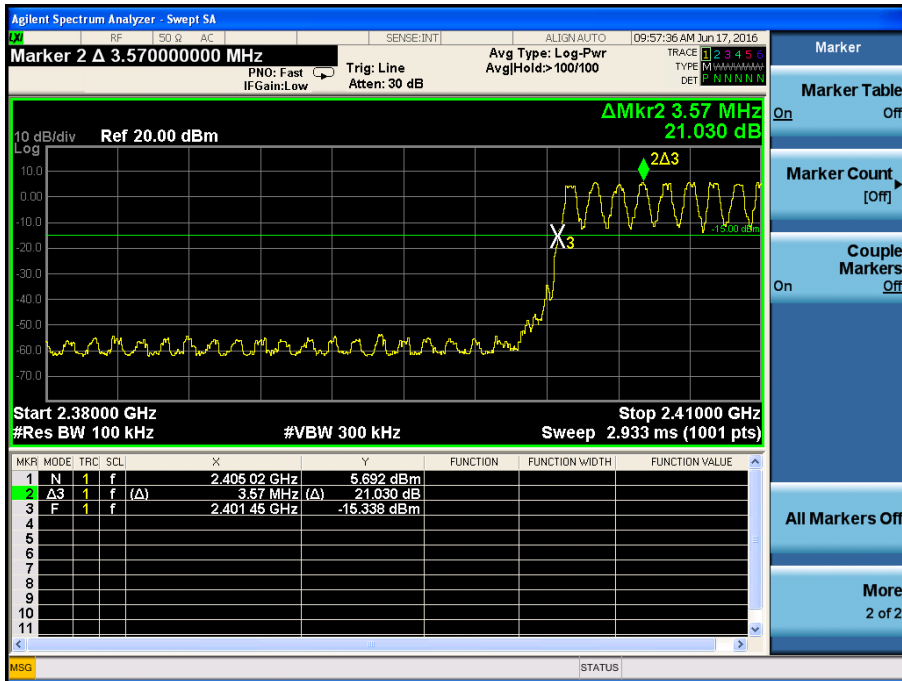 Agilent Spectrum Analyzer - Swept SA
LXI RF 50 Ω AC SENSE:INT ALIGN AUTO 09:57:36 AM Jun 17, 2016
Marker 2 Δ 3.570000000 MHz
PNO: Fast
IFGain:Low
Trig: Line
Atten: 30 dB
Avg Type: Log-Pwr
Avg|Hold:>100/100
TRACE 1 2 3 4 5 6
TYPE M W W W W W
DET P N N N N N
ΔMkr2 3.57 MHz
21.030 dB
10 dB/div Ref 20.00 dBm
Log
10.0
0.00
-10.0
-20.0
-30.0
-40.0
-50.0
-60.0
-70.0
2Δ3
3
-15.00 dBm
Start 2.38000 GHz Stop 2.41000 GHz
#Res BW 100 kHz #VBW 300 kHz Sweep 2.933 ms (1001 pts)
MKR MODE TRC SCL X Y FUNCTION FUNCTION WIDTH FUNCTION VALUE
1 N 1 f 2.405 02 GHz 5.692 dBm
2 Δ3 1 f (Δ) 3.57 MHz (Δ) 21.030 dB
3 F 1 f 2.401 45 GHz -15.338 dBm
4
5
6
7
8
9
10
11
MSG STATUS
Marker
Marker Table
On Off
Marker Count
[Off]
Couple
Markers
On Off
All Markers Off
More
2 of 2